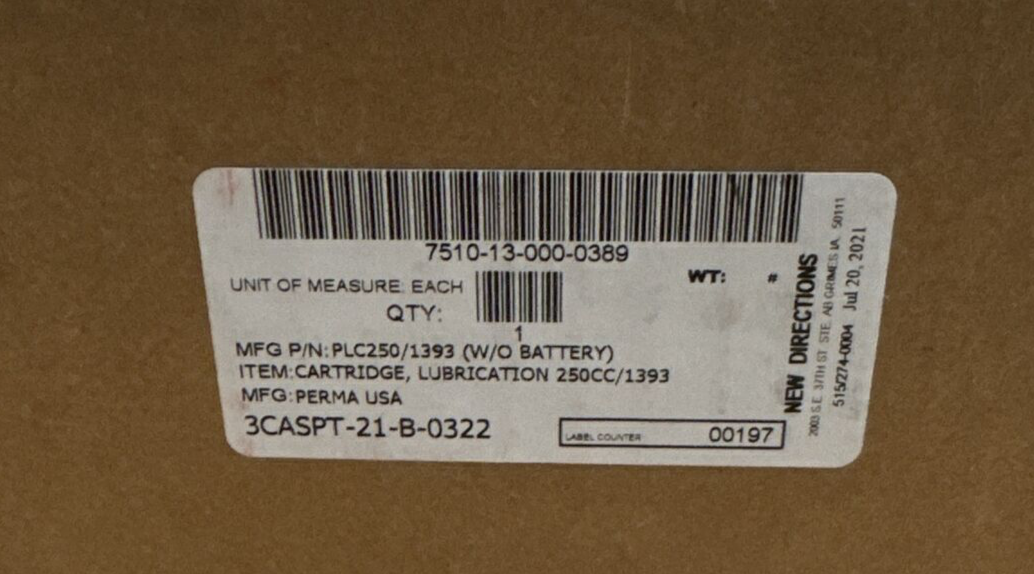 7510-13-000-0389
UNIT OF MEASURE: EACH
QTY:
1
WT: #
MFG P/N:PLC250/1393 (W/O BATTERY)
ITEM:CARTRIDGE, LUBRICATION 250CC/1393
MFG:PERMA USA
3CASPT-21-B-0322
LABEL COUNTER 00197
NEW DIRECTIONS
2003 S.E. 37TH ST STE. AB GRIMES IA. 50111
515/274-0004 Jul 20, 2021